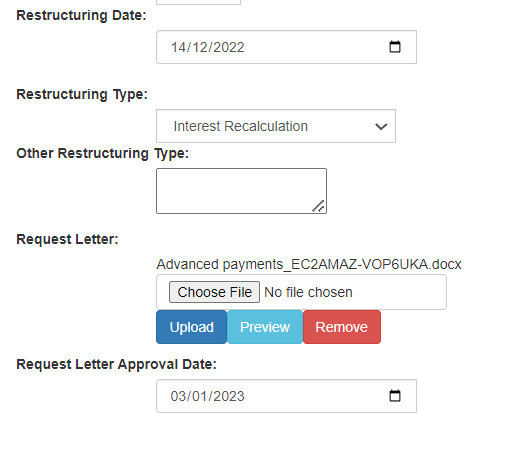 Restructuring Date:
14/12/2022
Restructuring Type:
Interest Recalculation
Other Restructuring Type:
Request Letter:
Advanced payments_EC2AMAZ-VOP6UKA.docx
Choose File No file chosen
Upload Preview Remove
Request Letter Approval Date:
03/01/2023